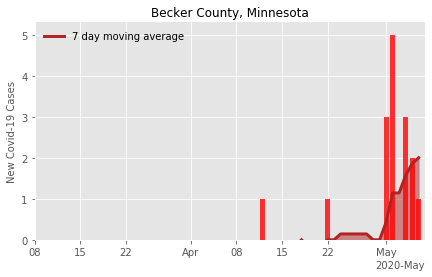 Becker County, Minnesota
7 day moving average
New Covid-19 Cases
5
4
3
2
1
0
08 15 22 Apr 08 15 22 May
2020-May